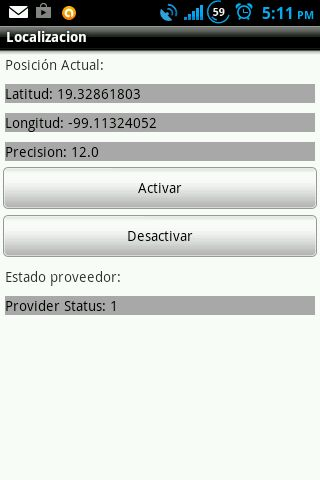 59 5:11 PM
Localizacion
Posición Actual:
Latitud: 19.32861803
Longitud: -99.11324052
Precision: 12.0
Activar
Desactivar
Estado proveedor:
Provider Status: 1